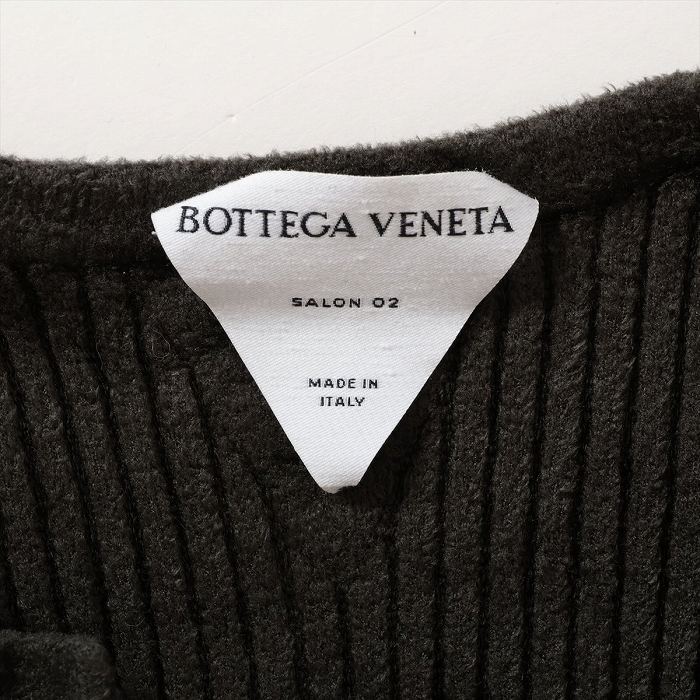 BOTTEGA VENETA
SALON 02
MADE IN
ITALY